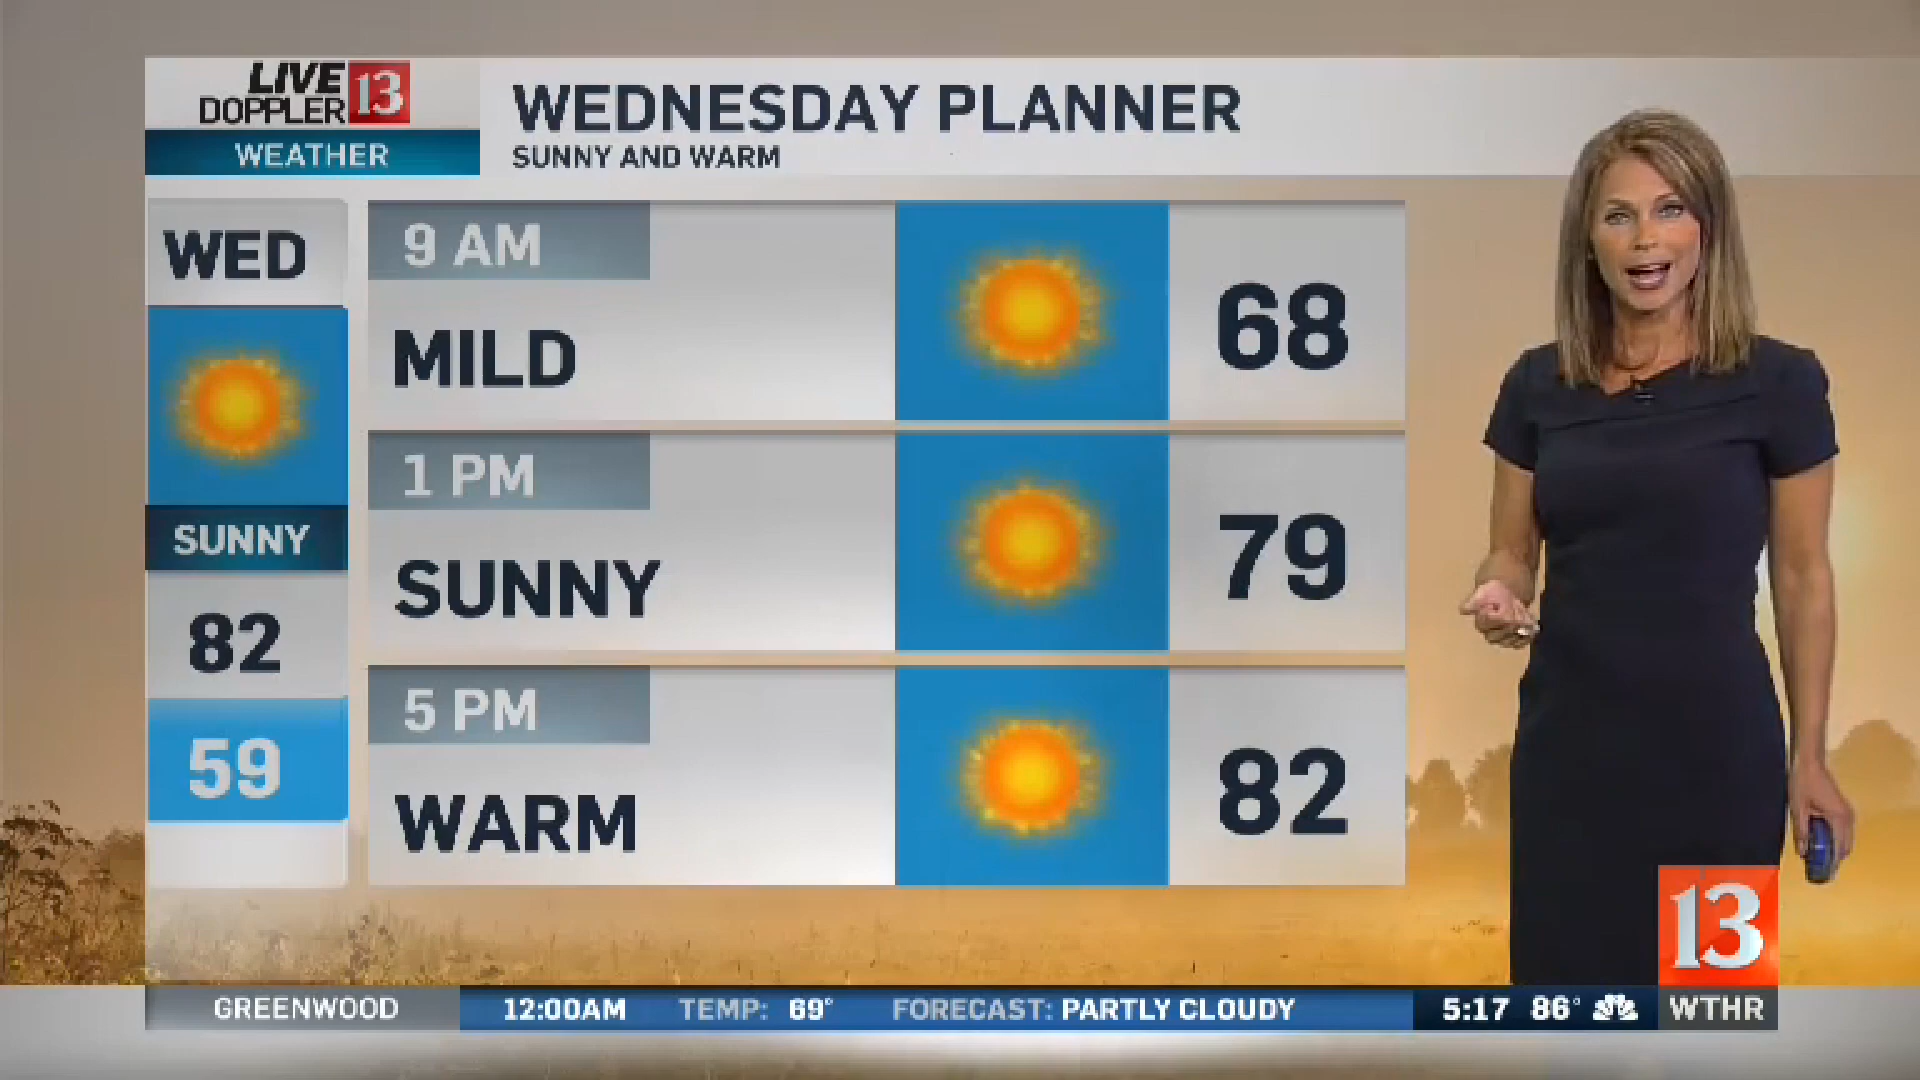 LIVE
DOPPLER 13
WEATHER
WEDNESDAY PLANNER
SUNNY AND WARM
WED
SUNNY
82
59
9 AM
MILD
68
1 PM
SUNNY
79
5 PM
WARM
82
13
GREENWOOD
12:00AM TEMP: 69° FORECAST: PARTLY CLOUDY
5:17 86°
WTHR